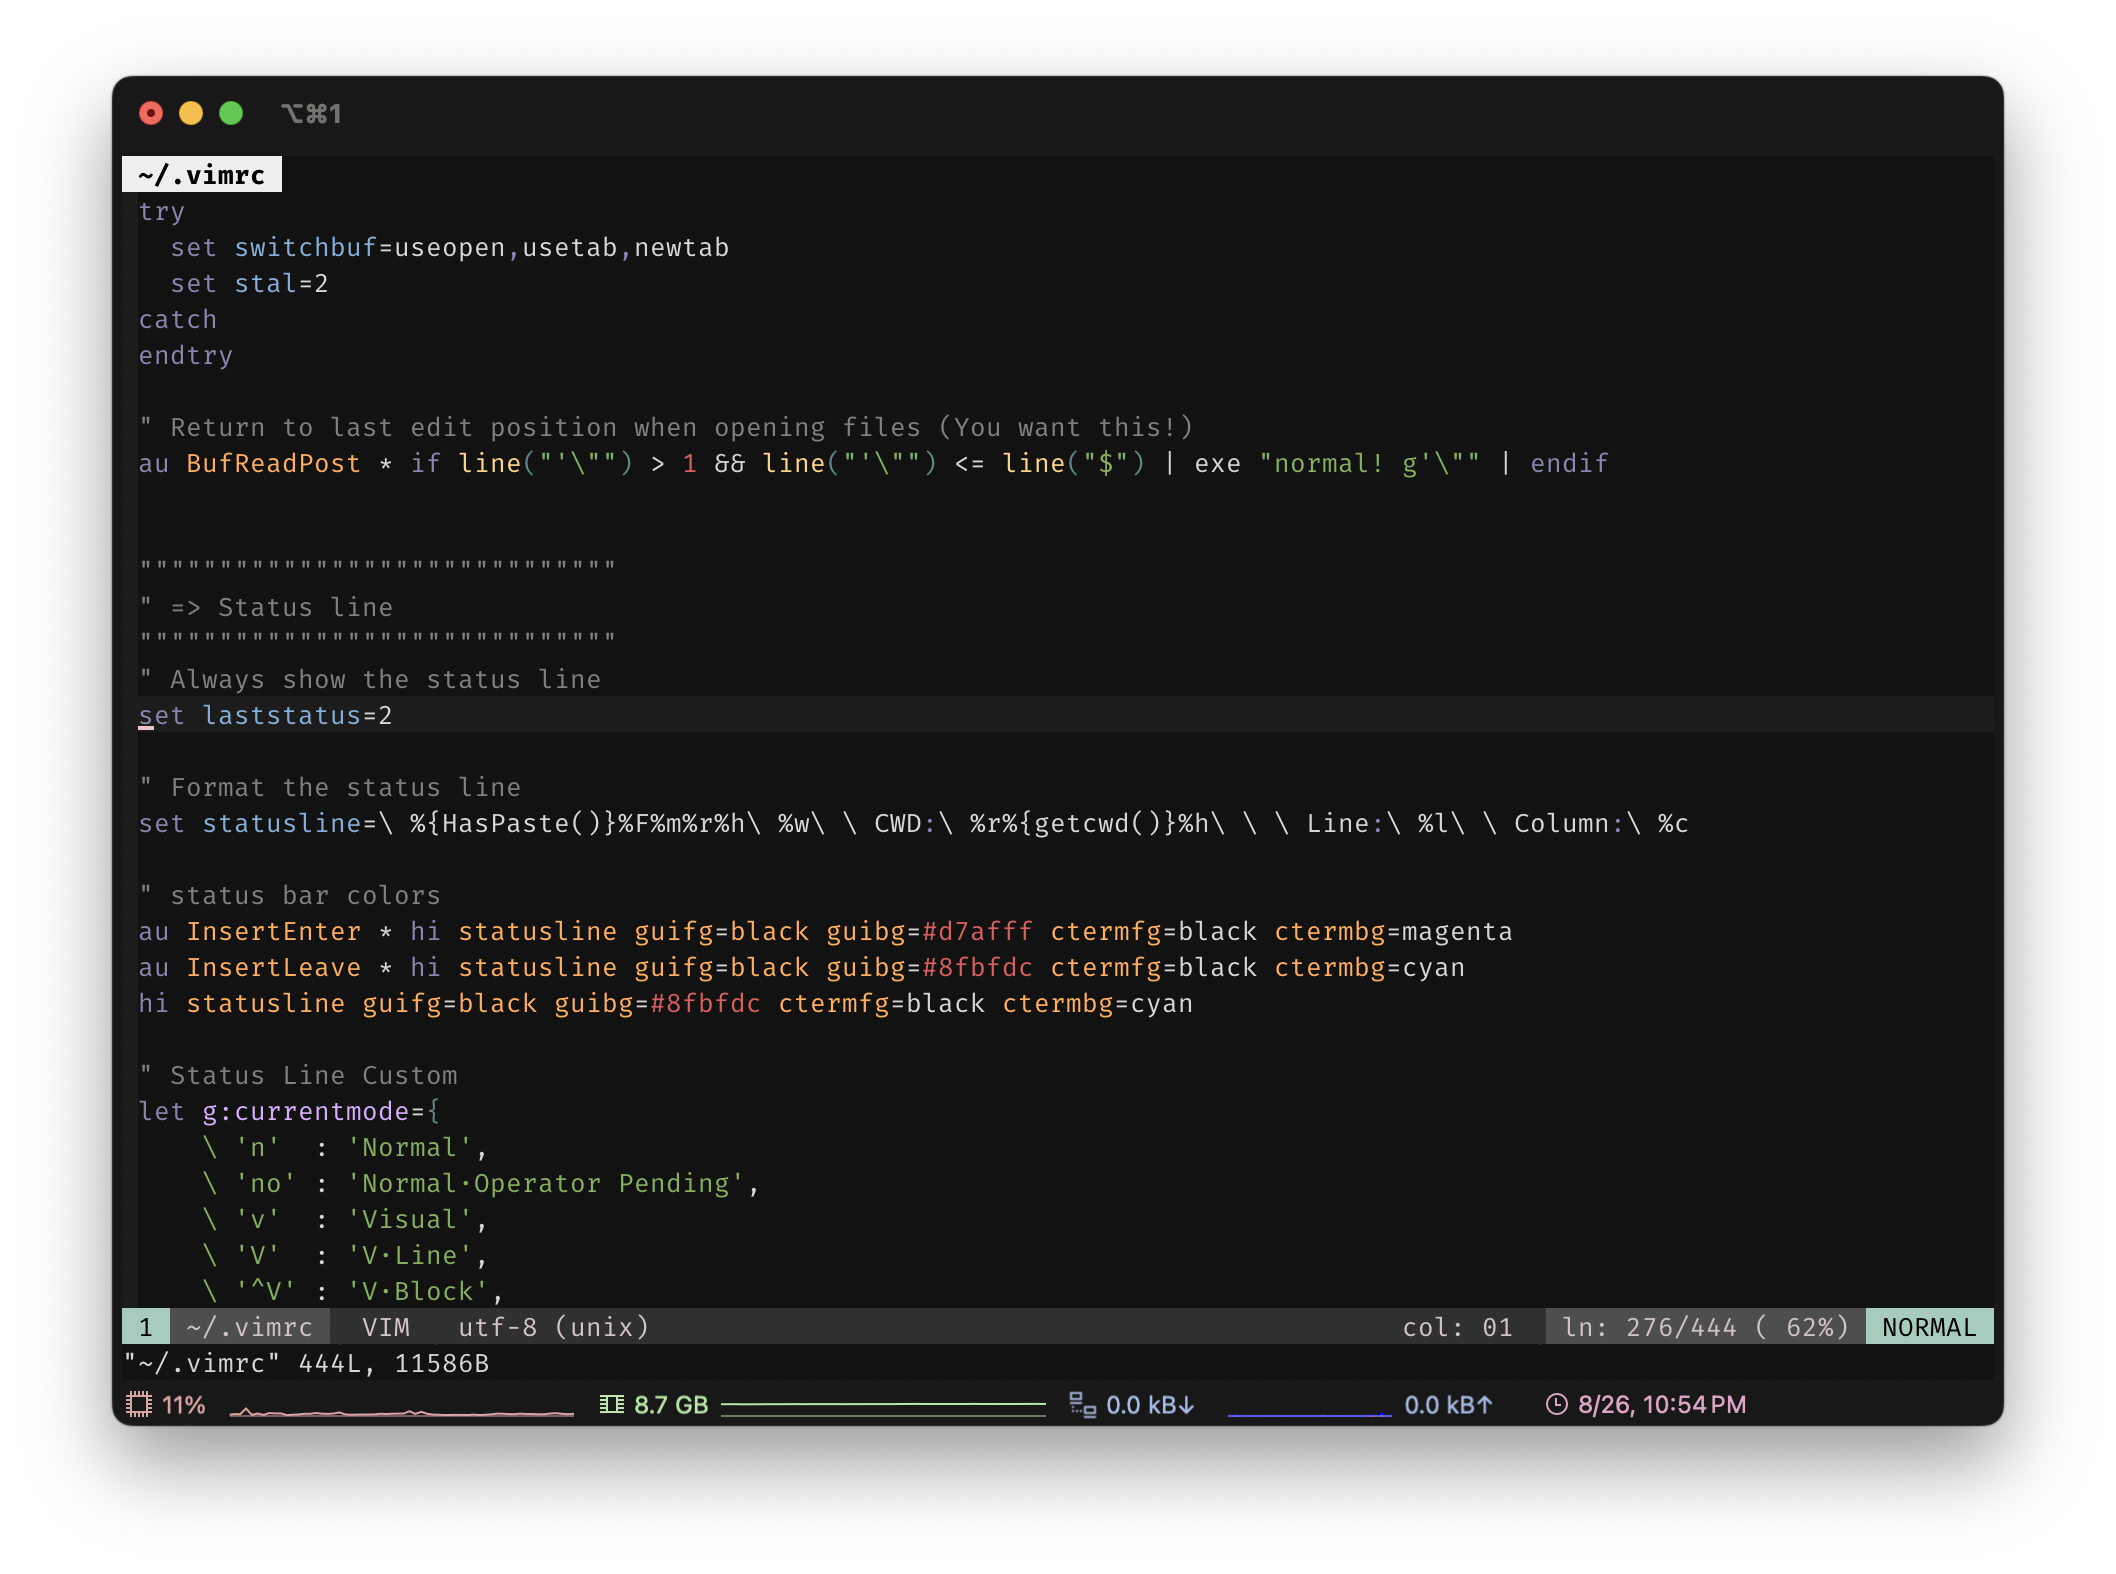 ⌥⌘1
~/.vimrc
try
  set switchbuf=useopen,usetab,newtab
  set stal=2
catch
endtry
" Return to last edit position when opening files (You want this!)
au BufReadPost * if line("'\"") > 1 && line("'\"") <= line("$") | exe "normal! g'\"" | endif
""""""""""""""""""""""""""""""
" => Status line
""""""""""""""""""""""""""""""
" Always show the status line
set laststatus=2
" Format the status line
set statusline=\ %{HasPaste()}%F%m%r%h\ %w\ \ CWD:\ %r%{getcwd()}%h\ \ \ Line:\ %l\ \ Column:\ %c
" status bar colors
au InsertEnter * hi statusline guifg=black guibg=#d7afff ctermfg=black ctermbg=magenta
au InsertLeave * hi statusline guifg=black guibg=#8fbfdc ctermfg=black ctermbg=cyan
hi statusline guifg=black guibg=#8fbfdc ctermfg=black ctermbg=cyan
" Status Line Custom
let g:currentmode={
    \ 'n'  : 'Normal',
    \ 'no' : 'Normal·Operator Pending',
    \ 'v'  : 'Visual',
    \ 'V'  : 'V·Line',
    \ '^V' : 'V·Block',
1 ~/.vimrc VIM utf-8 (unix) col: 01 ln: 276/444 ( 62%) NORMAL
"~/.vimrc" 444L, 11586B
11% 8.7 GB 0.0 kB↓ 0.0 kB↑ 8/26, 10:54 PM